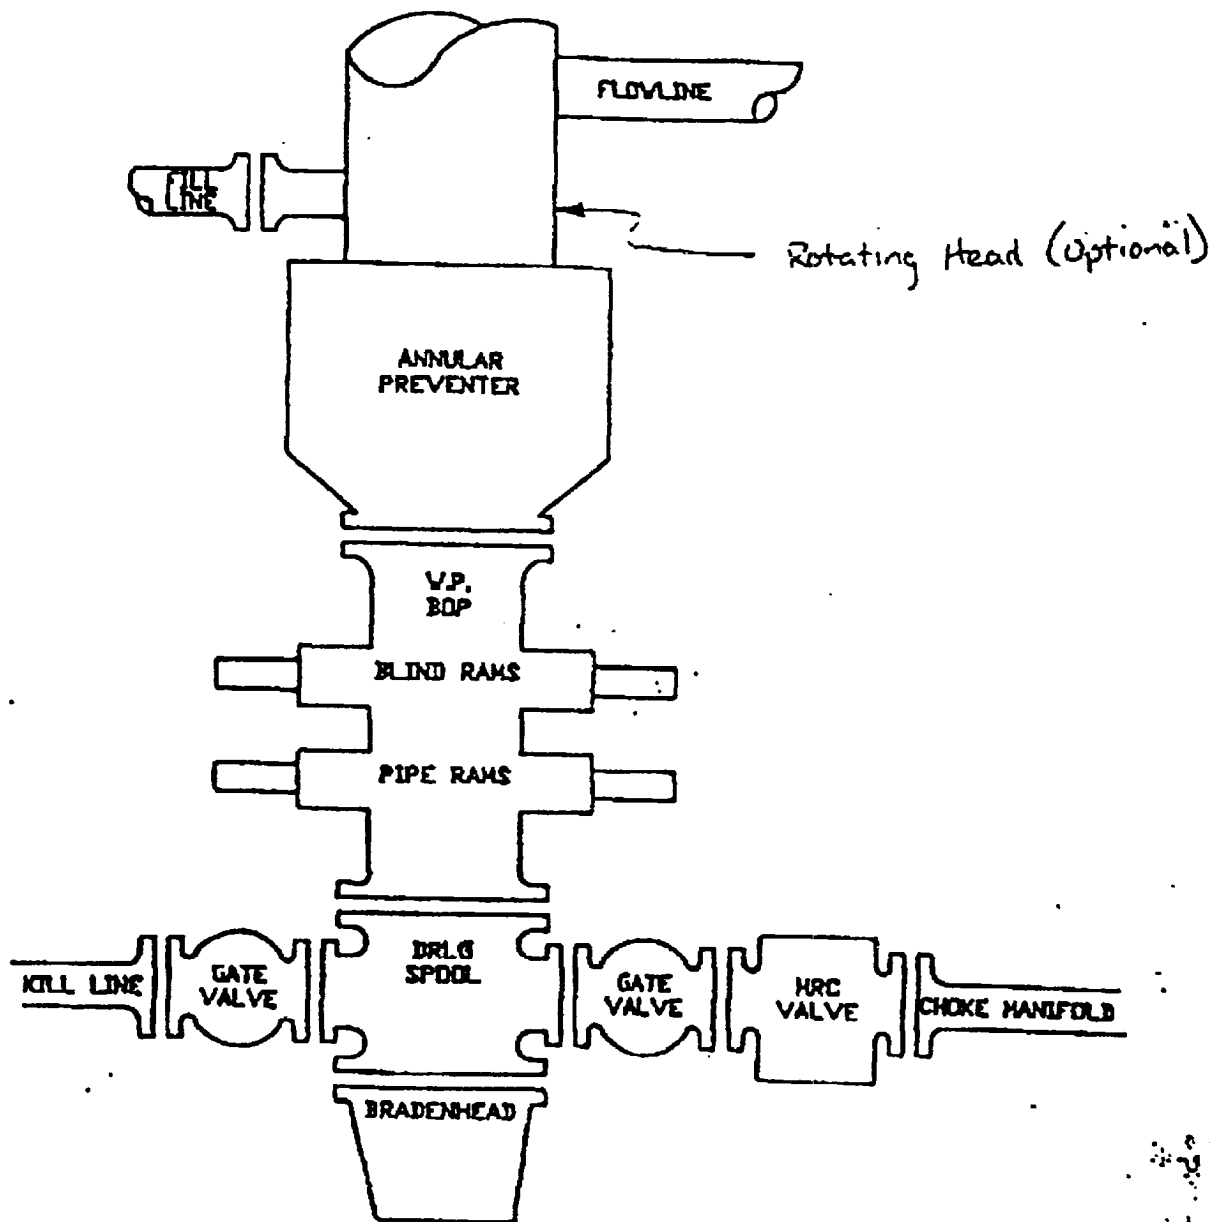 FLOWLINE
FILL
LINE
Rotating Head (Optional)
ANNULAR
PREVENTER
W.P.
BOP
BLIND RAMS
PIPE RAMS
DRLG
SPOOL
KILL LINE
GATE
VALVE
GATE
VALVE
HRC
VALVE
CHOKE MANIFOLD
BRADENHEAD